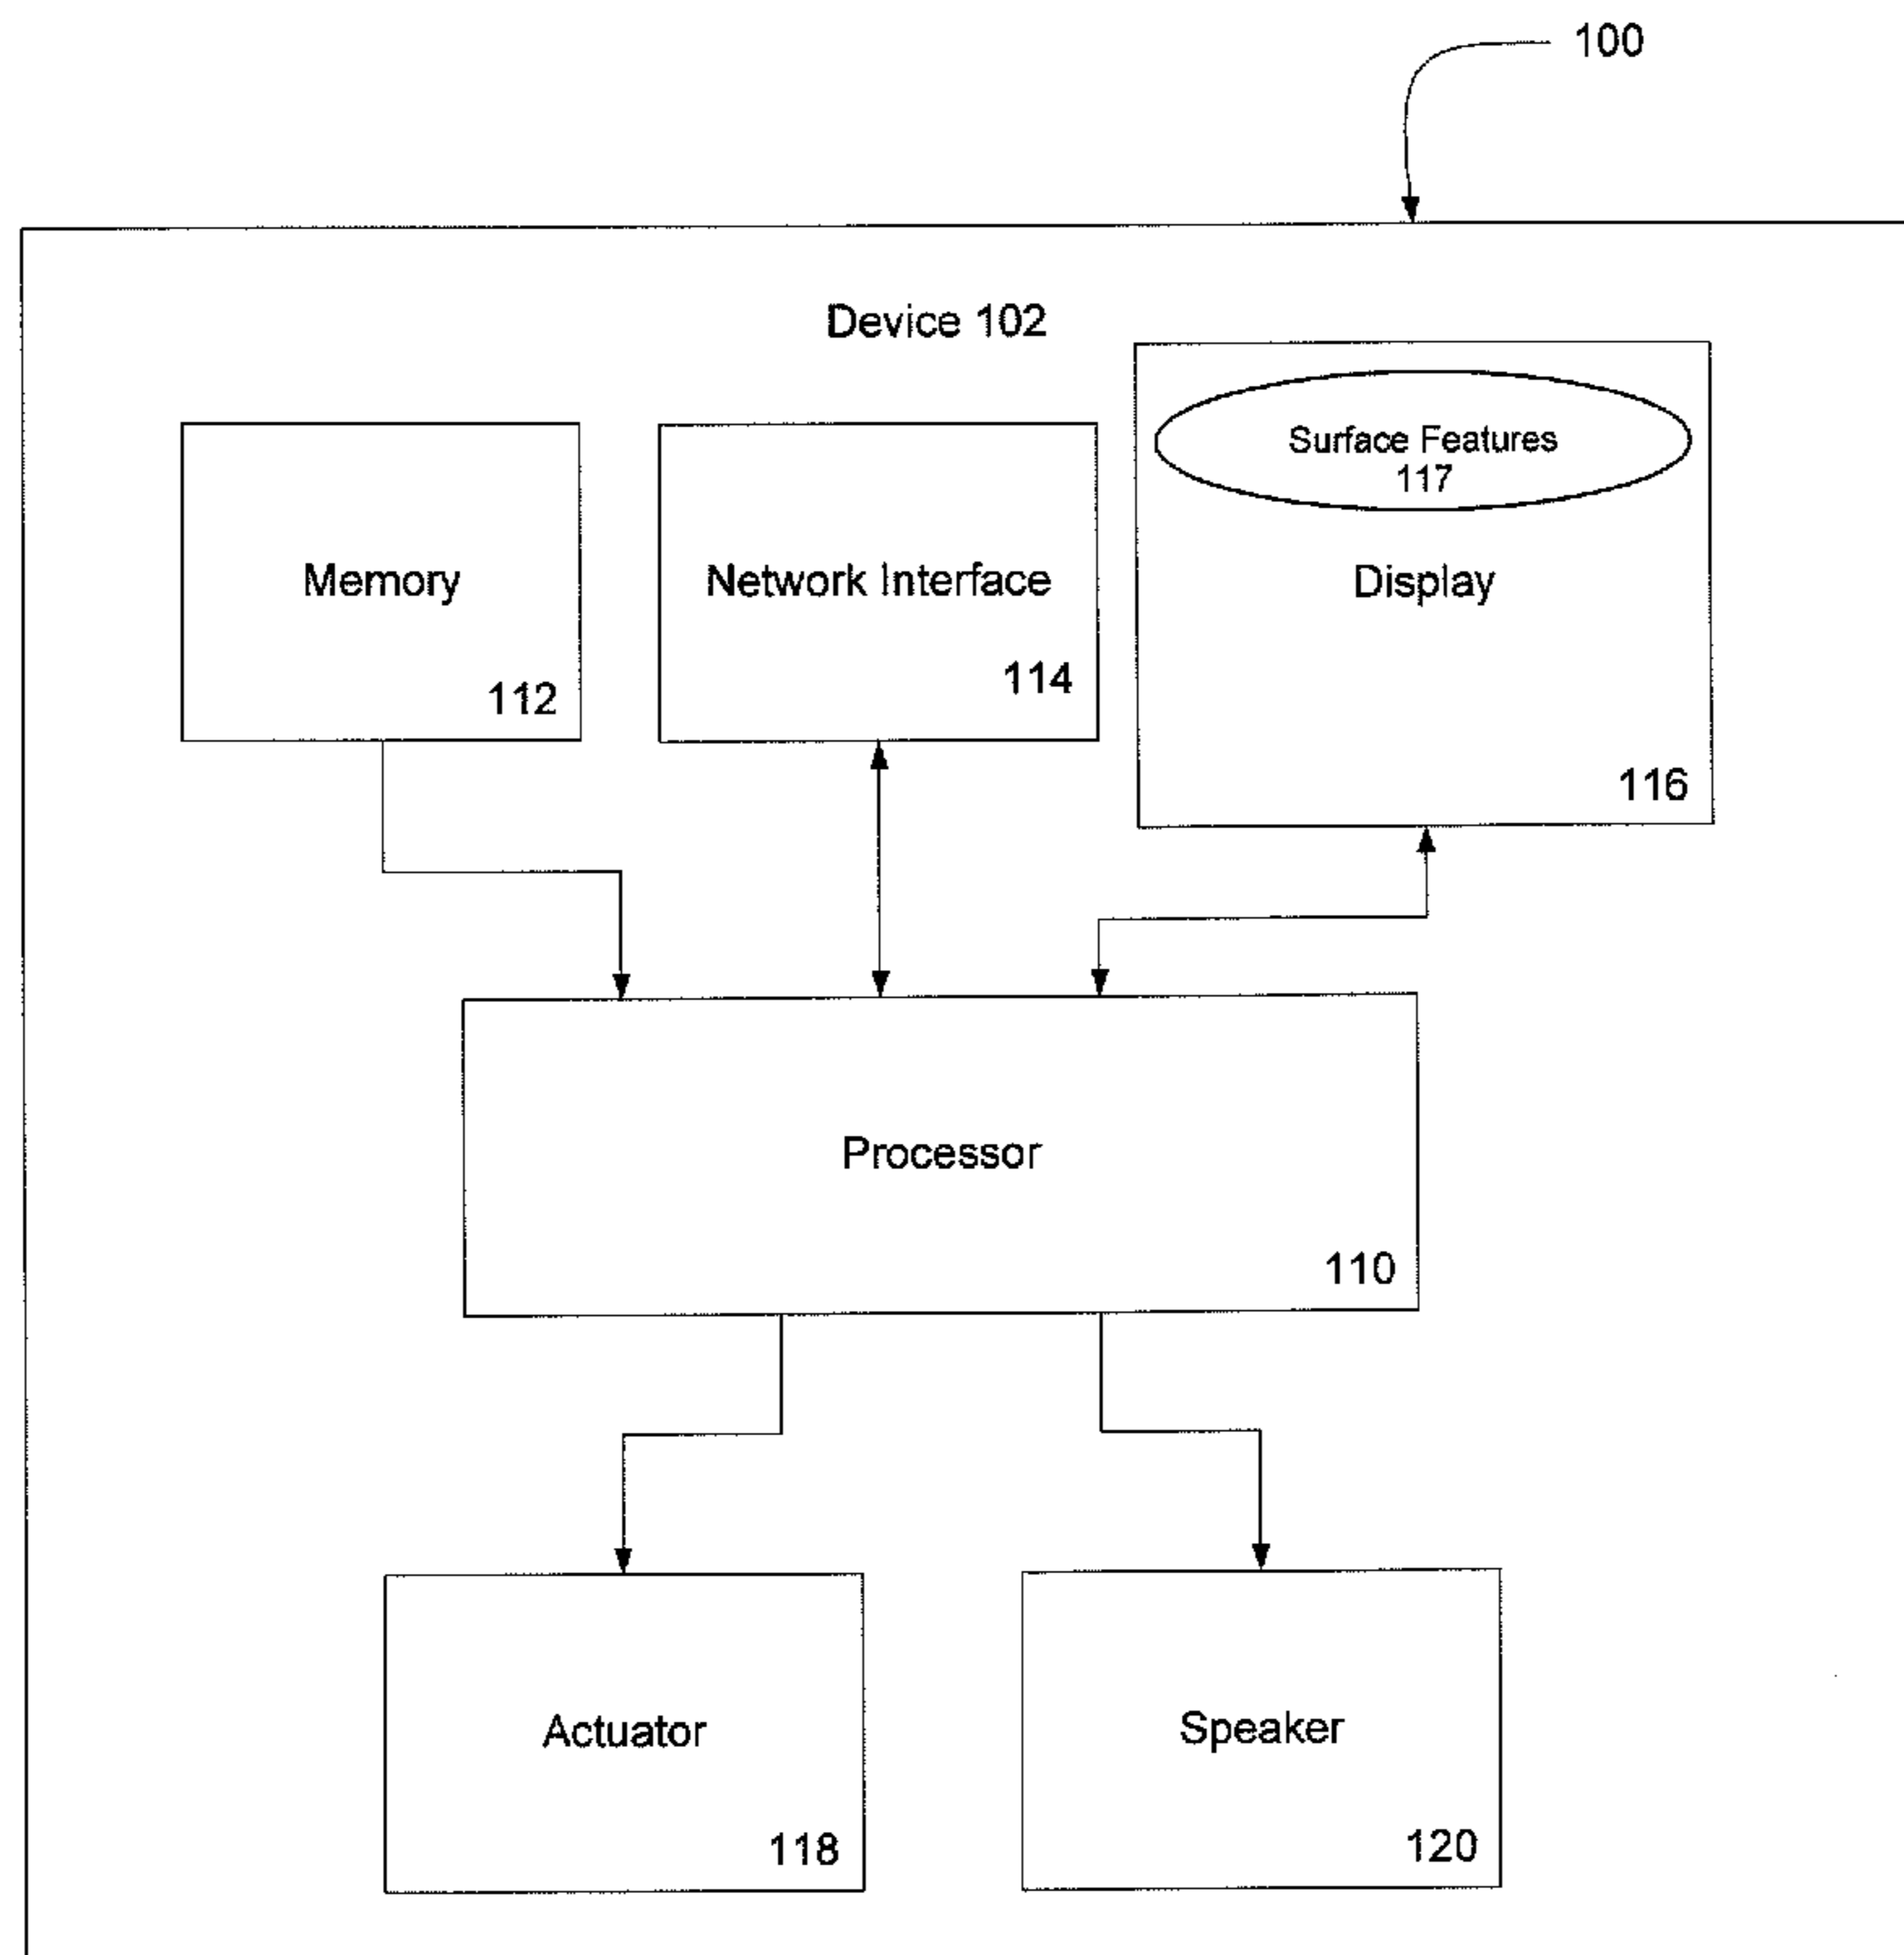 100
Device 102
Surface Features
117
Memory
112
Network Interface
114
Display
116
Processor
110
Actuator
118
Speaker
120